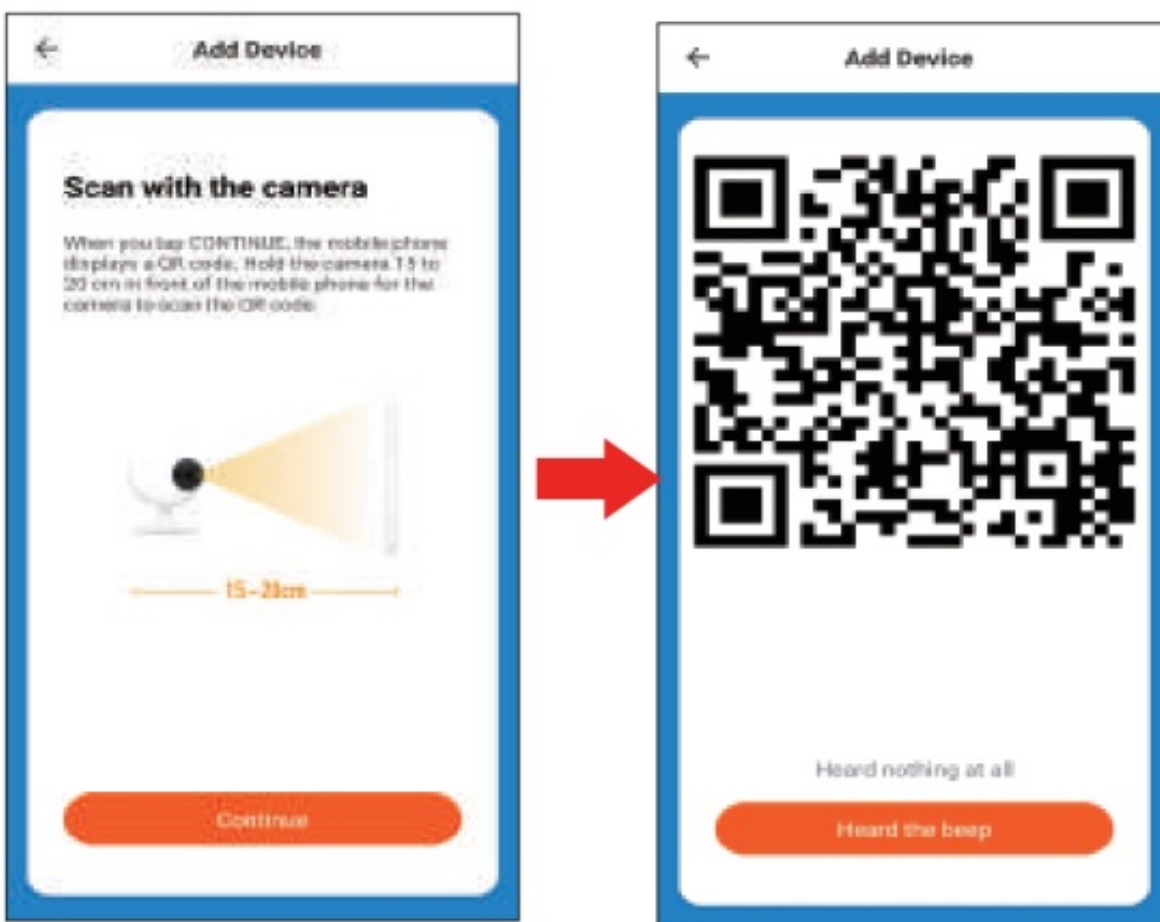 Add Device
Scan with the camera
When you tap CONTINUE, the mobile phone
displays a QR code. Hold the camera 15 to
20 cm in front of the mobile phone for the
camera to scan the QR code
15-20cm
Continue
Add Device
Heard nothing at all
Heard the beep